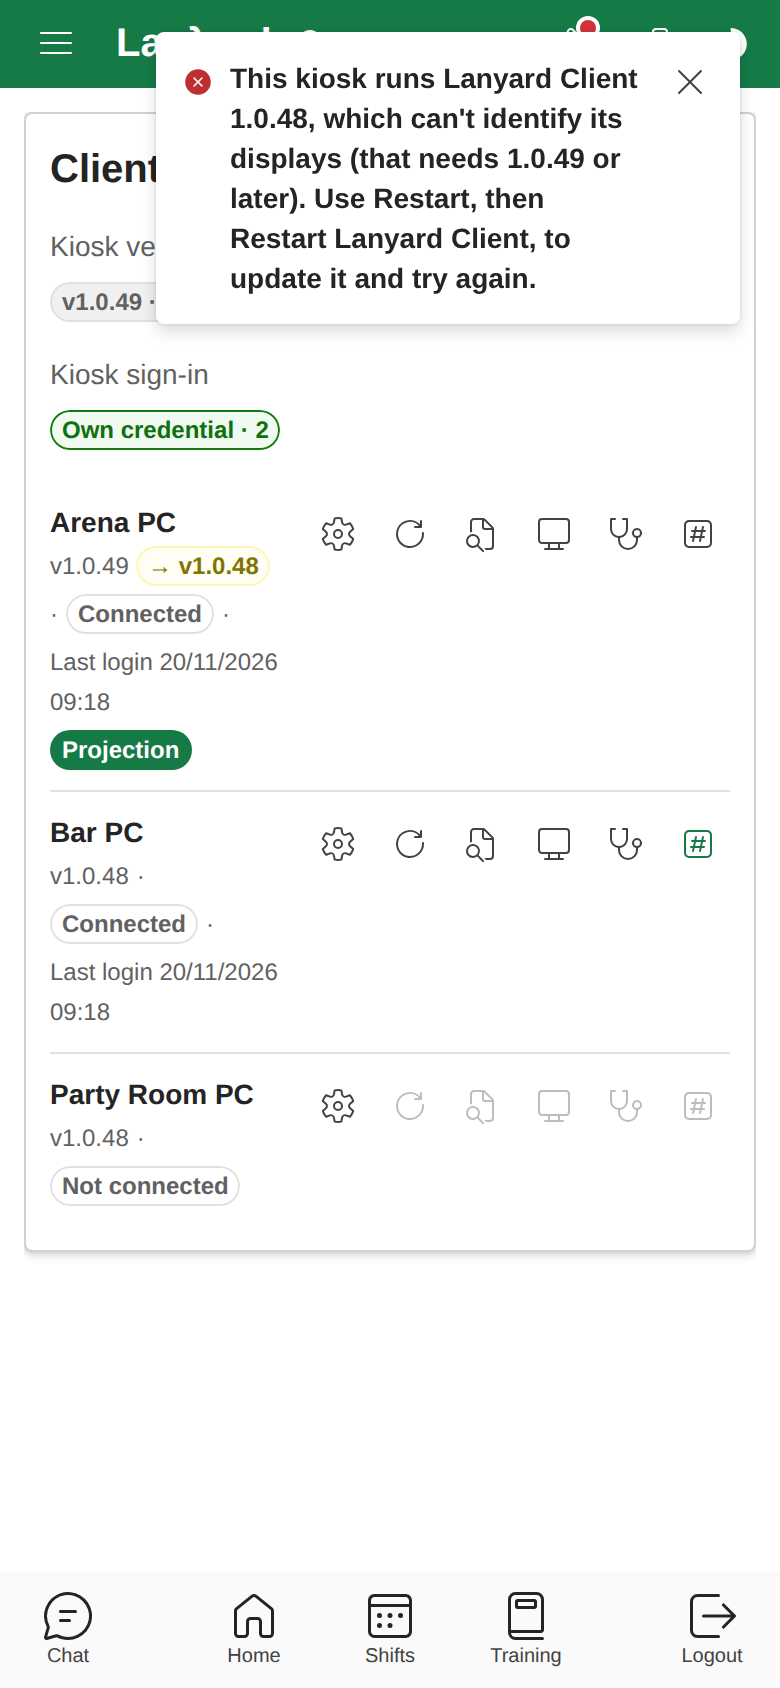 This kiosk runs Lanyard Client
1.0.48, which can't identify its
displays (that needs 1.0.49 or
later). Use Restart, then
Restart Lanyard Client, to
update it and try again.
Client
Kiosk ve
v1.0.49 ·
Kiosk sign-in
Own credential · 2
Arena PC
v1.0.49 → v1.0.48
· Connected ·
Last login 20/11/2026
09:18
Projection
Bar PC
v1.0.48 ·
Connected ·
Last login 20/11/2026
09:18
Party Room PC
v1.0.48 ·
Not connected
Chat
Home
Shifts
Training
Logout